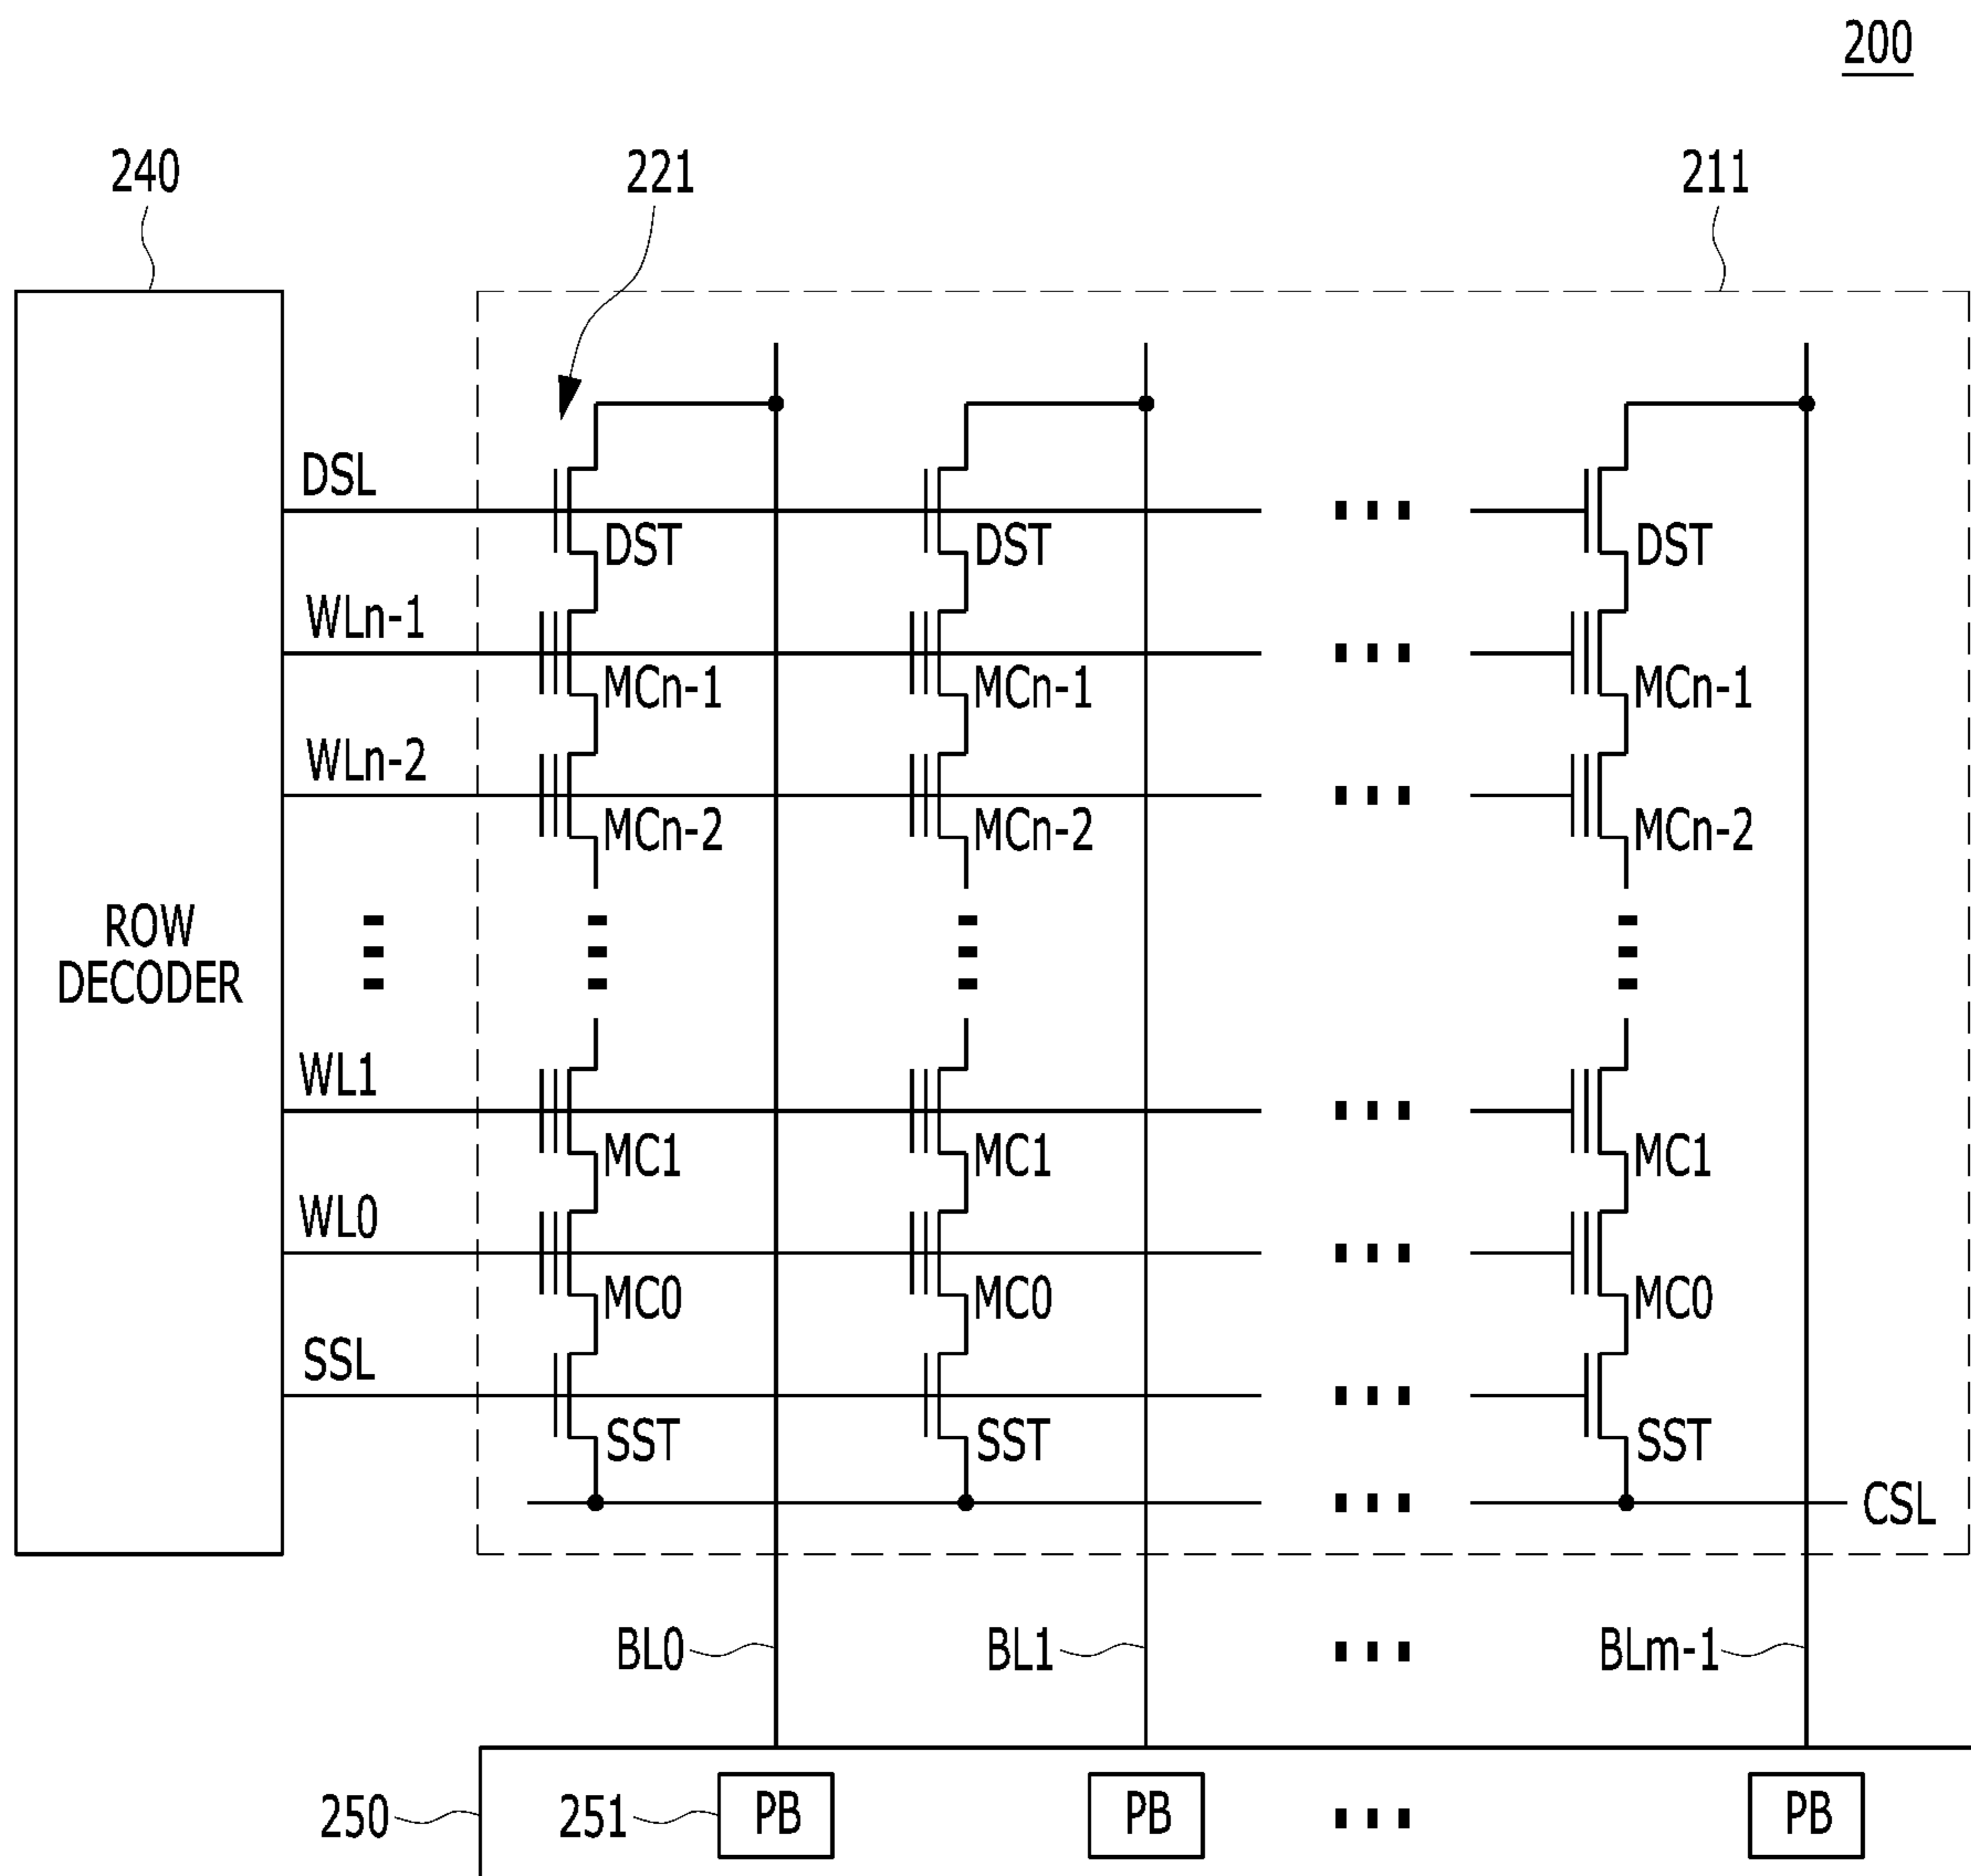 200
240
221
211
DSL
DST DST DST
WLn-1
MCn-1 MCn-1 MCn-1
WLn-2
MCn-2 MCn-2 MCn-2
ROW
DECODER
WL1
MC1 MC1 MC1
WL0
MC0 MC0 MC0
SSL
SST SST SST
CSL
BL0 BL1 BLm-1
250 251 PB PB PB